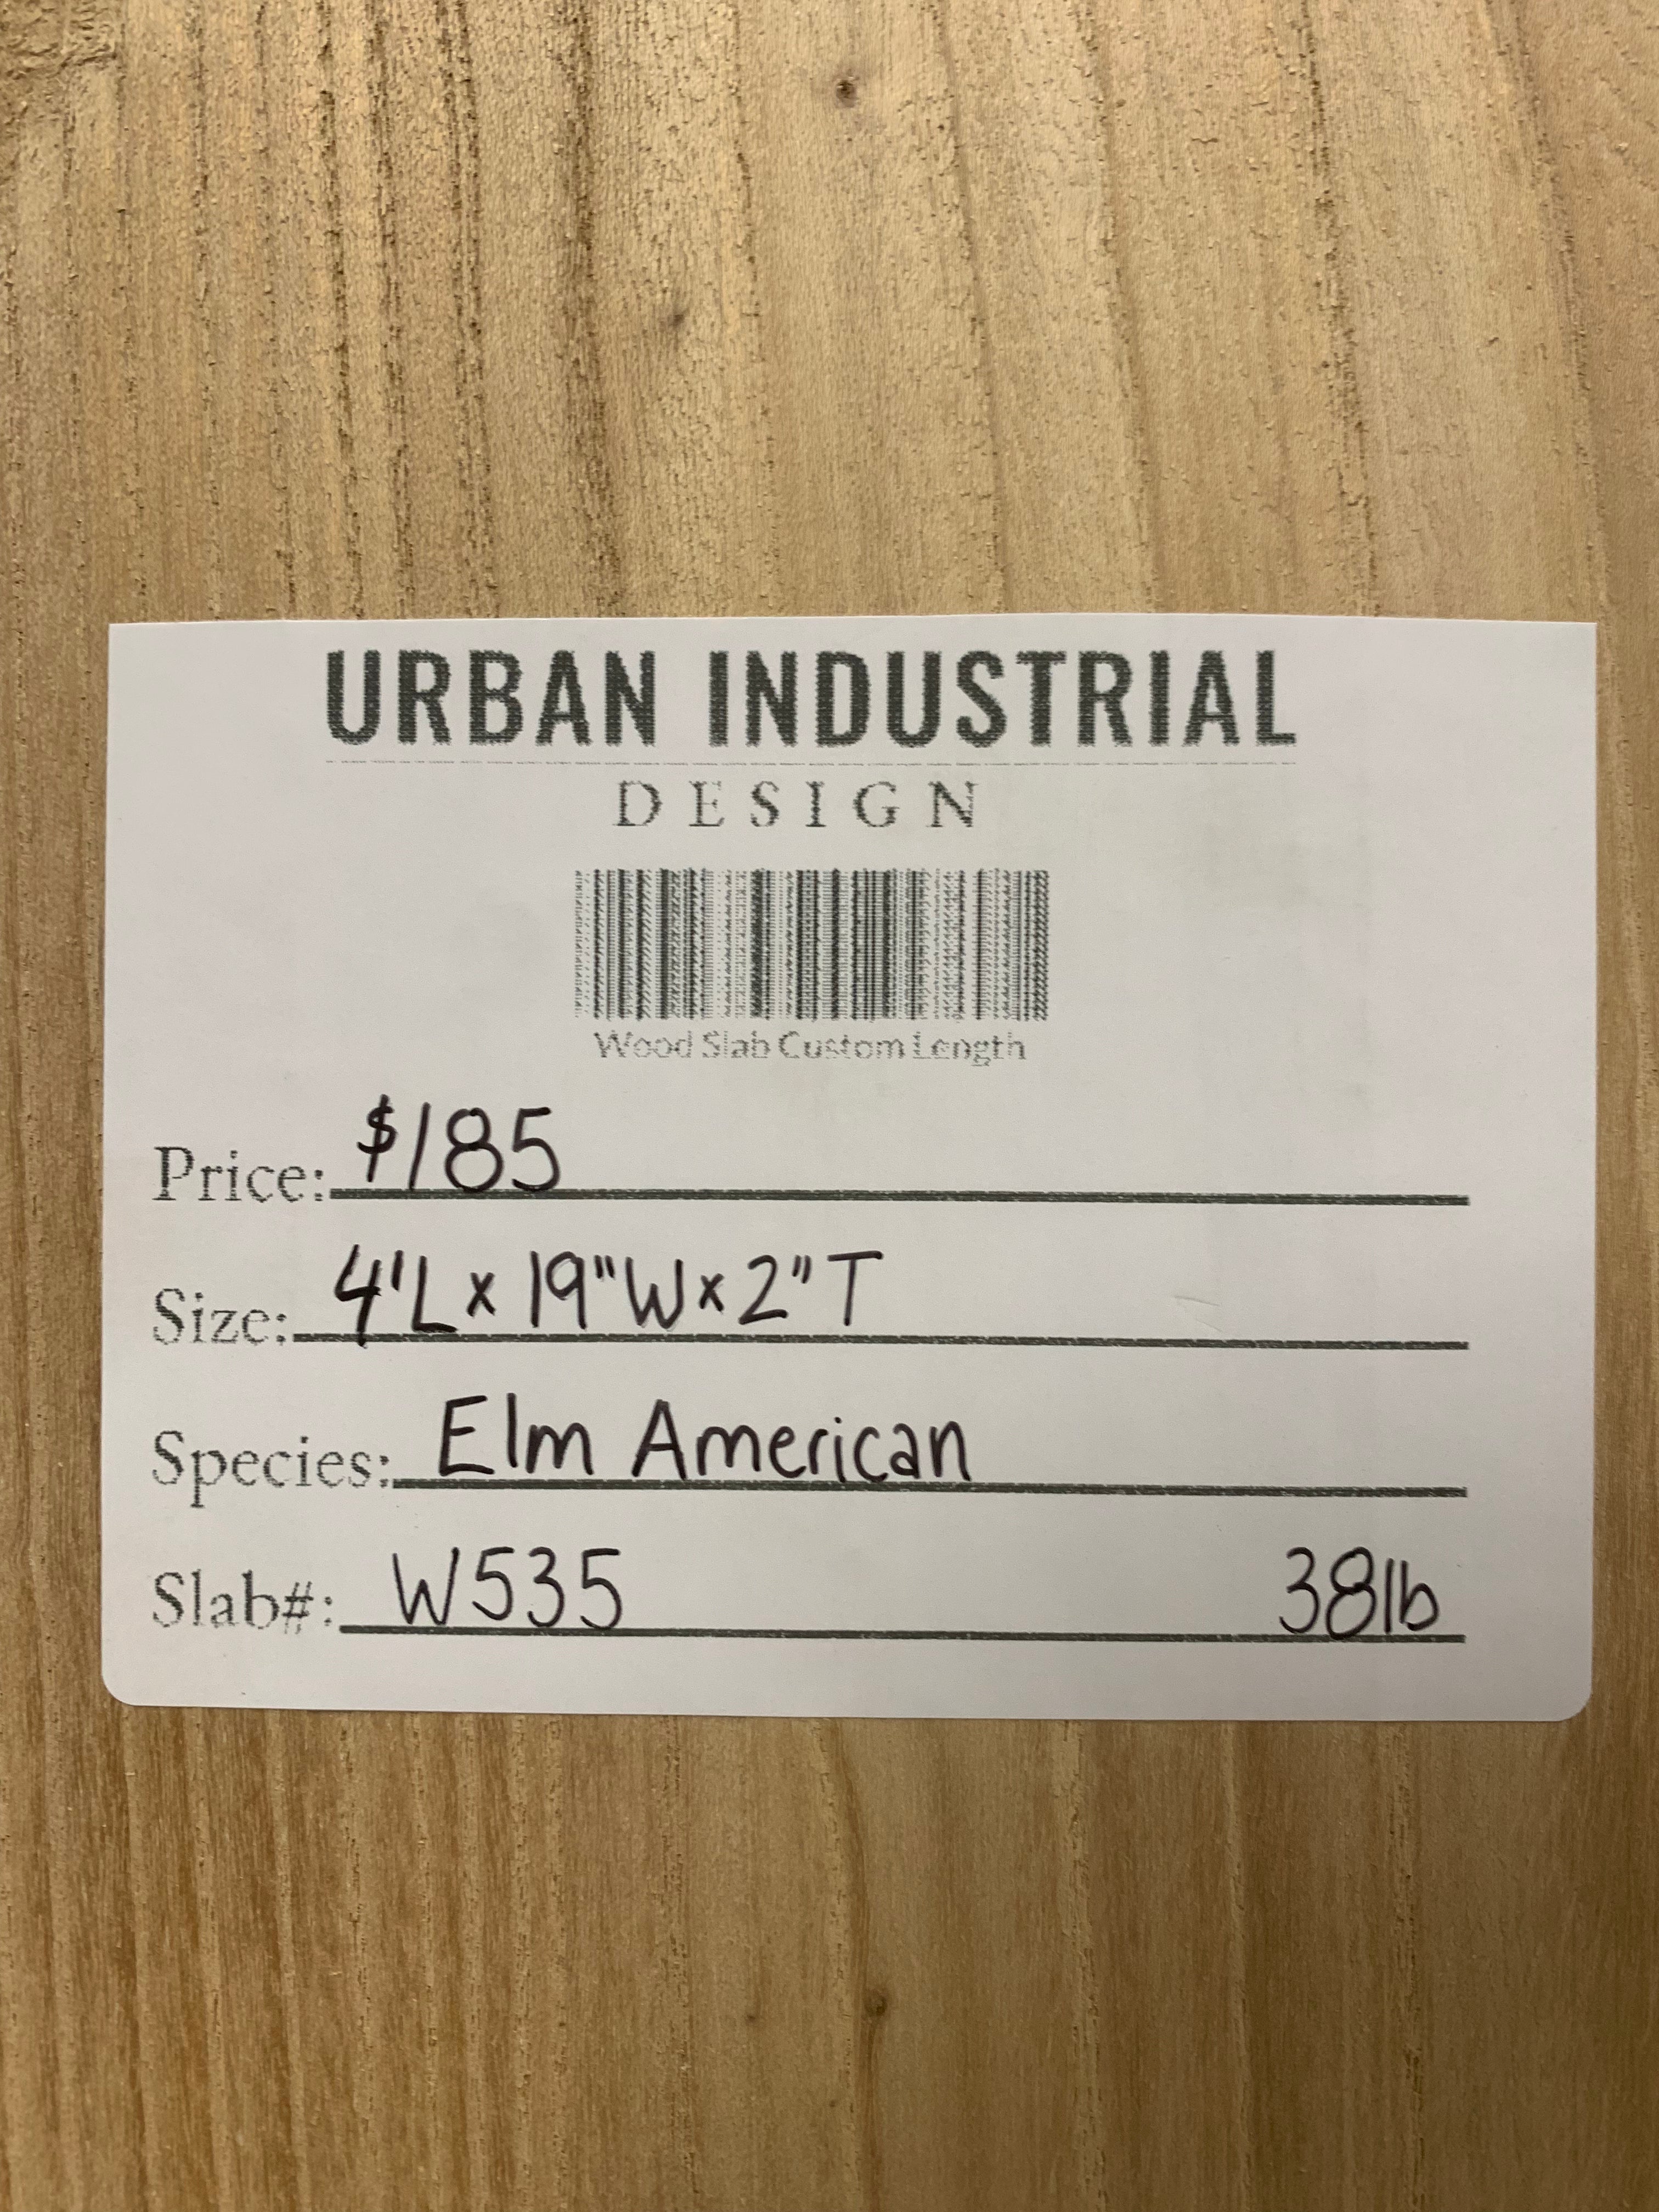 URBAN INDUSTRIAL
DESIGN
Wood Slab Custom Length
Price: $185
Size: 4'L x 19"W x 2"T
Species: Elm American
Slab#: W535 38lb